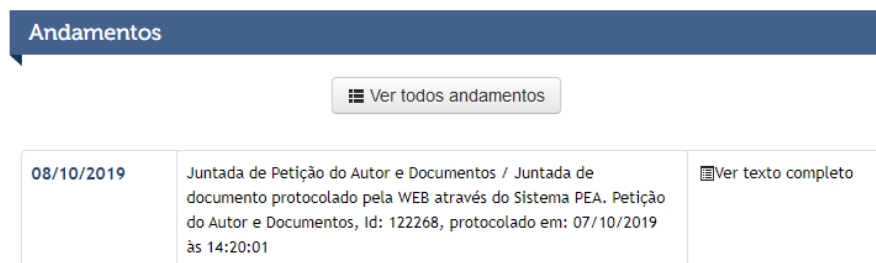 Andamentos
Ver todos andamentos
08/10/2019
Juntada de Petição do Autor e Documentos / Juntada de
documento protocolado pela WEB através do Sistema PEA. Petição
do Autor e Documentos, Id: 122268, protocolado em: 07/10/2019
às 14:20:01
Ver texto completo